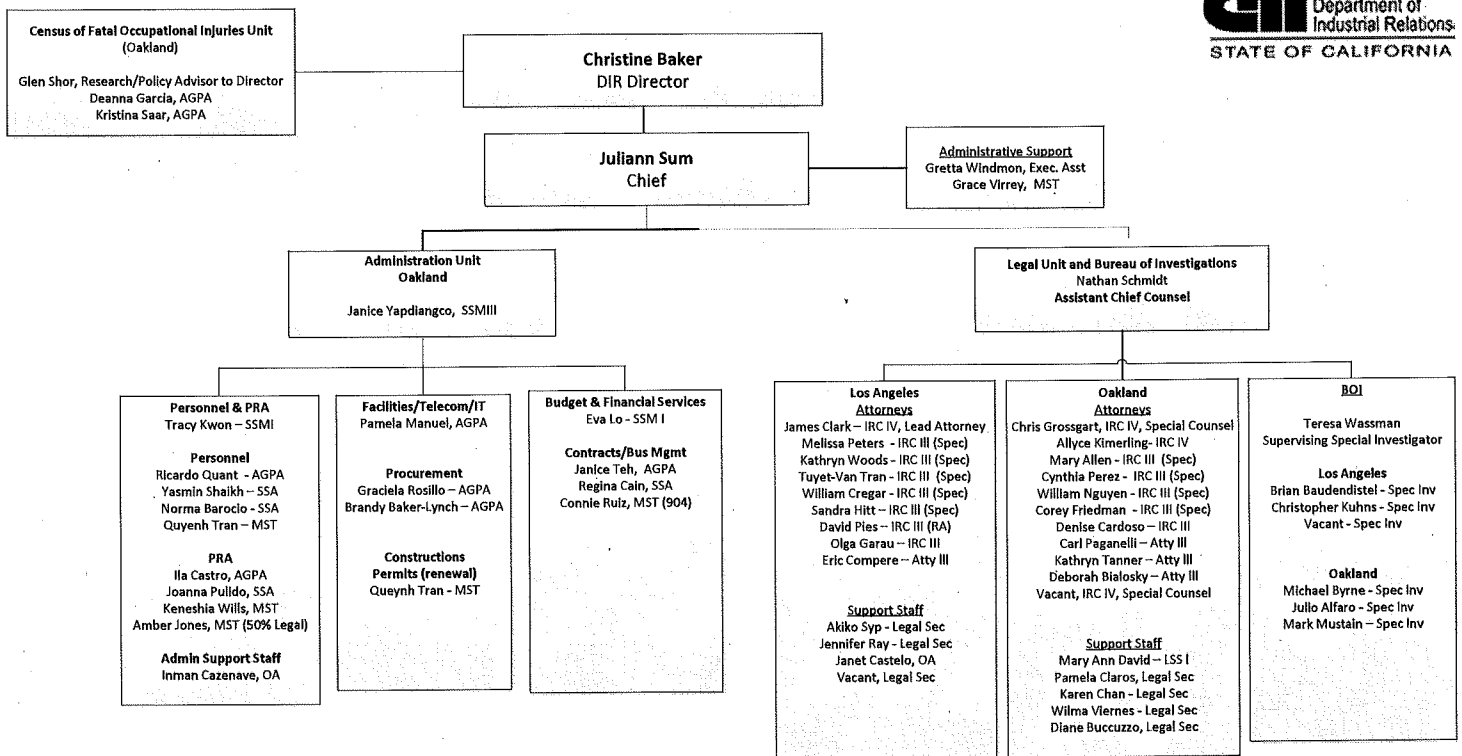 Department of
Industrial Relations
STATE OF CALIFORNIA
Census of Fatal Occupational Injuries Unit
(Oakland)
Glen Shor, Research/Policy Advisor to Director
Deanna Garcia, AGPA
Kristina Saar, AGPA
Christine Baker
DIR Director
Juliann Sum
Chief
Administrative Support
Gretta Windmon, Exec. Asst
Grace Virrey, MST
Administration Unit
Oakland
Janice Yapdiangco, SSMIII
Legal Unit and Bureau of Investigations
Nathan Schmidt
Assistant Chief Counsel
Personnel & PRA
Tracy Kwon – SSMI
Personnel
Ricardo Quant - AGPA
Yasmin Shaikh – SSA
Norma Barocio - SSA
Quyenh Tran – MST
PRA
Ila Castro, AGPA
Joanna Pulido, SSA
Keneshia Wills, MST
Amber Jones, MST (50% Legal)
Admin Support Staff
Inman Cazenave, OA
Facilities/Telecom/IT
Pamela Manuel, AGPA
Procurement
Graciela Rosillo – AGPA
Brandy Baker-Lynch – AGPA
Constructions
Permits (renewal)
Queynh Tran - MST
Budget & Financial Services
Eva Lo - SSM I
Contracts/Bus Mgmt
Janice Teh, AGPA
Regina Cain, SSA
Connie Ruiz, MST (904)
Los Angeles
Attorneys
James Clark – IRC IV, Lead Attorney
Melissa Peters - IRC III (Spec)
Kathryn Woods - IRC III (Spec)
Tuyet-Van Tran - IRC III (Spec)
William Cregar - IRC III (Spec)
Sandra Hitt – IRC III (Spec)
David Pies – IRC III (RA)
Olga Garau – IRC III
Eric Compere – Atty III
Support Staff
Akiko Syp - Legal Sec
Jennifer Ray - Legal Sec
Janet Castelo, OA
Vacant, Legal Sec
Oakland
Attorneys
Chris Grossgart, IRC IV, Special Counsel
Allyce Kimerling- IRC IV
Mary Allen - IRC III (Spec)
Cynthia Perez - IRC III (Spec)
William Nguyen - IRC III (Spec)
Corey Friedman - IRC III (Spec)
Denise Cardoso – IRC III
Carl Paganelli – Atty III
Kathryn Tanner – Atty III
Deborah Bialosky – Atty III
Vacant, IRC IV, Special Counsel
Support Staff
Mary Ann David – LSS I
Pamela Claros, Legal Sec
Karen Chan - Legal Sec
Wilma Viernes - Legal Sec
Diane Buccuzzo, Legal Sec
BOI
Teresa Wassman
Supervising Special Investigator
Los Angeles
Brian Baudendistel - Spec Inv
Christopher Kuhns - Spec Inv
Vacant - Spec Inv
Oakland
Michael Byrne - Spec Inv
Julio Alfaro - Spec Inv
Mark Mustain – Spec Inv